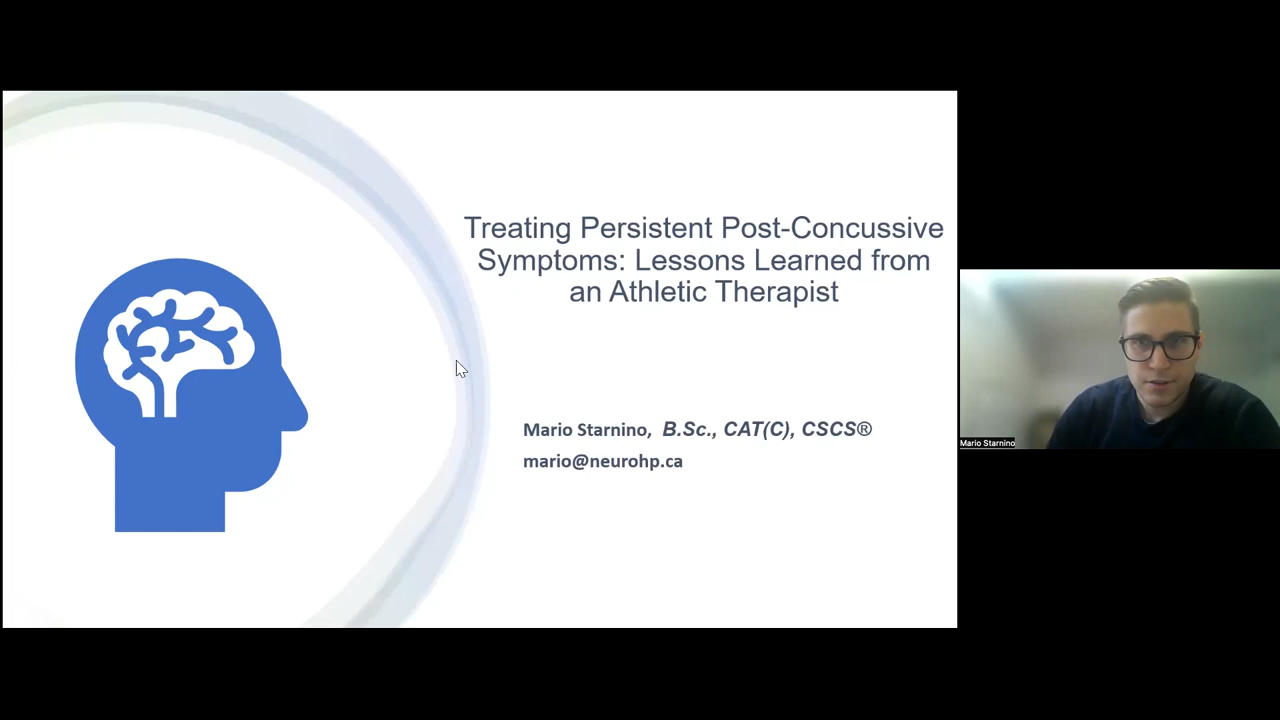 Treating Persistent Post-Concussive
Symptoms: Lessons Learned from
an Athletic Therapist
Mario Starnino, B.Sc., CAT(C), CSCS®
mario@neurohp.ca
Mario Starnino